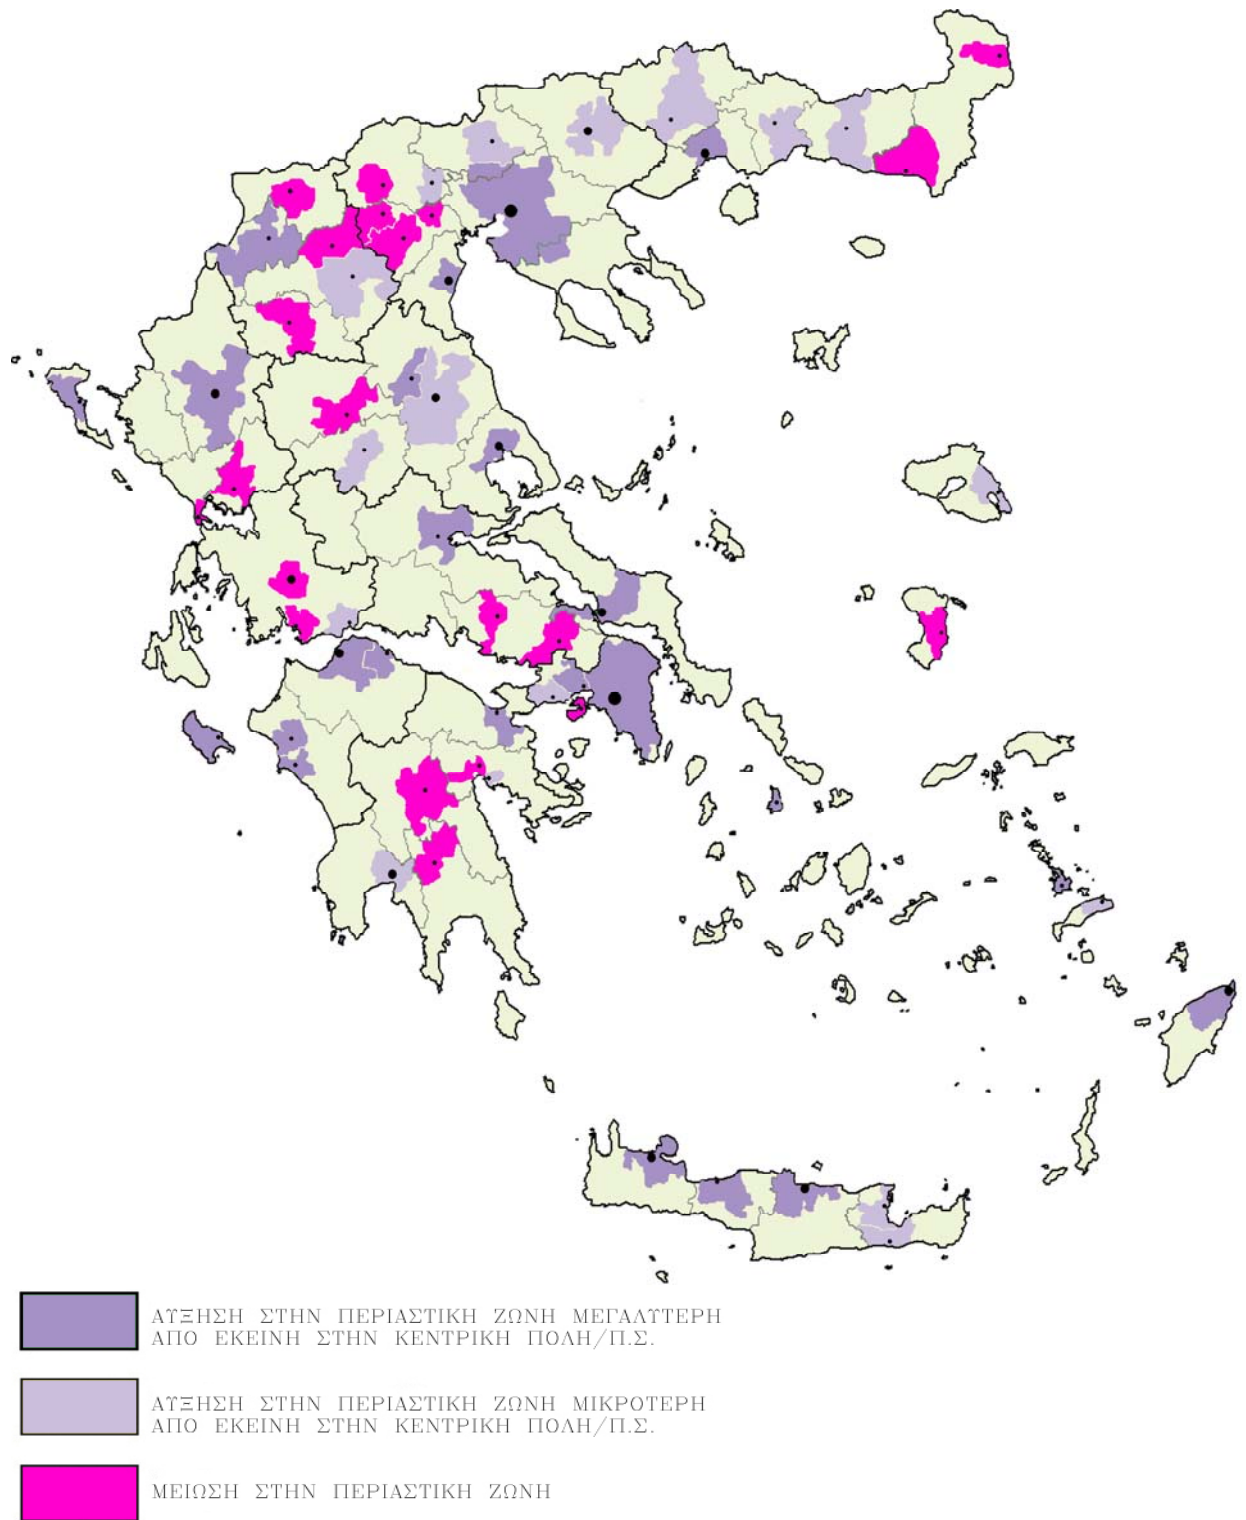 ΑΥΞΗΣΗ ΣΤΗΝ ΠΕΡΙΑΣΤΙΚΗ ΖΩΝΗ ΜΕΓΑΛΥΤΕΡΗ
ΑΠΟ ΕΚΕΙΝΗ ΣΤΗΝ ΚΕΝΤΡΙΚΗ ΠΟΛΗ/Π.Σ.
ΑΥΞΗΣΗ ΣΤΗΝ ΠΕΡΙΑΣΤΙΚΗ ΖΩΝΗ ΜΙΚΡΟΤΕΡΗ
ΑΠΟ ΕΚΕΙΝΗ ΣΤΗΝ ΚΕΝΤΡΙΚΗ ΠΟΛΗ/Π.Σ.
ΜΕΙΩΣΗ ΣΤΗΝ ΠΕΡΙΑΣΤΙΚΗ ΖΩΝΗ